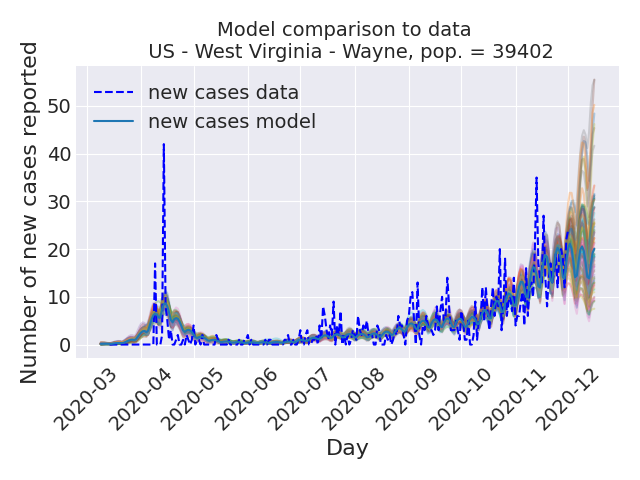 Model comparison to data
US - West Virginia - Wayne, pop. = 39402
Number of new cases reported
50
40
30
20
10
0
new cases data
new cases model
2020-03
2020-04
2020-05
2020-06
2020-07
2020-08
2020-09
2020-10
2020-11
2020-12
Day